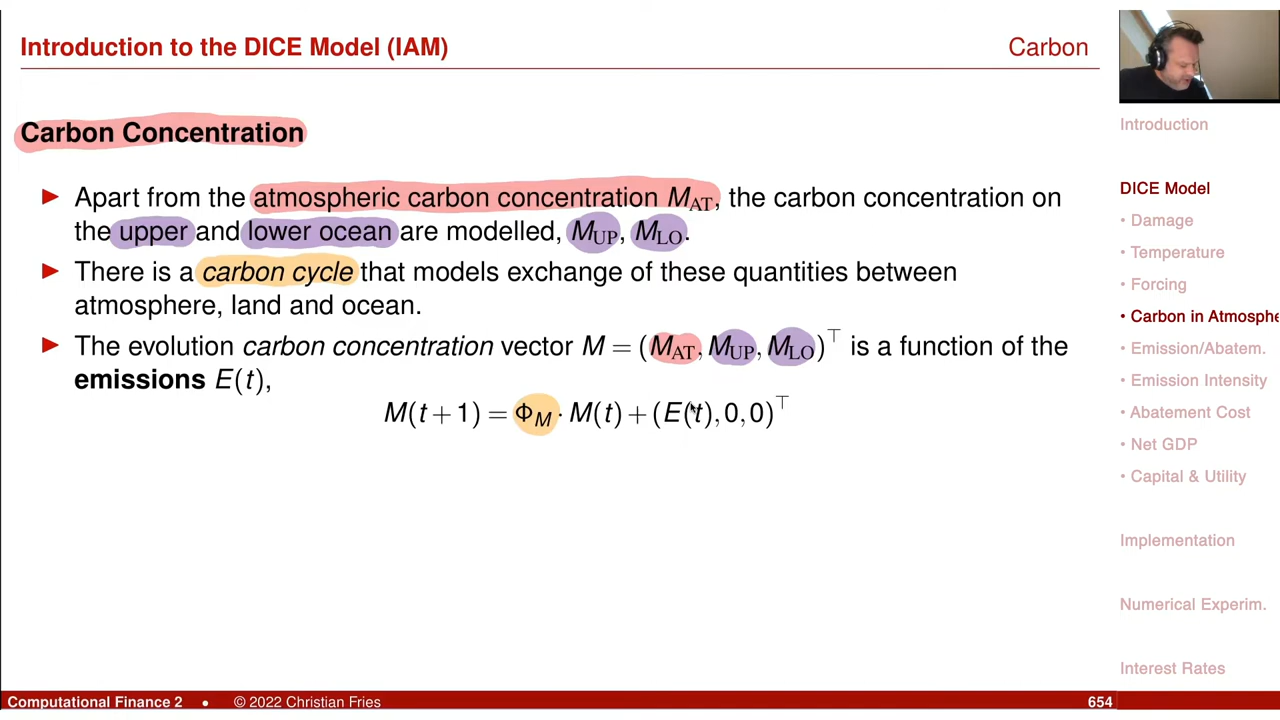 Introduction to the DICE Model (IAM)
Carbon
Carbon Concentration
Apart from the atmospheric carbon concentration M_AT, the carbon concentration on
the upper and lower ocean are modelled, M_UP, M_LO.
There is a carbon cycle that models exchange of these quantities between
atmosphere, land and ocean.
The evolution carbon concentration vector M = (M_AT, M_UP, M_LO)^⊤ is a function of the
emissions E(t),
M(t+1) = Φ_M · M(t) + (E(t), 0, 0)^⊤
Introduction
DICE Model
• Damage
• Temperature
• Forcing
• Carbon in Atmosphe
• Emission/Abatem.
• Emission Intensity
• Abatement Cost
• Net GDP
• Capital & Utility
Implementation
Numerical Experim.
Interest Rates
Computational Finance 2 • © 2022 Christian Fries
654